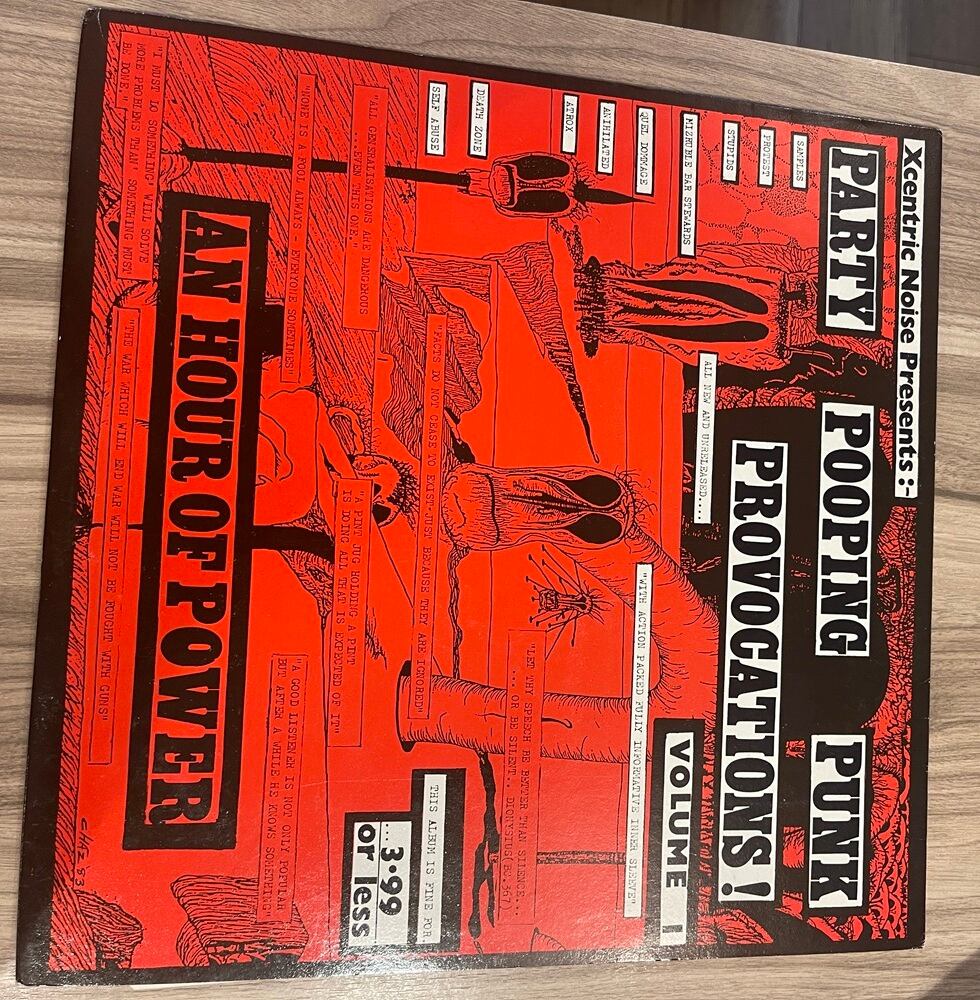 Xcentric Noise Presents :-
PARTY POOPING PUNK
PROVOCATIONS!
SAMPLES
PROTEST
STUPIDS
MIZERUBLE BAR STEWARDS
QUEL DOMMAGE
ANIHILATED
ATROX
DEATH ZONE
SELF ABUSE
ALL NEW AND UNRELEASED....
VOLUME 1
"WITH ACTION PACKED FULLY INFORMATIVE INNER SLEEVE"
"LET THY SPEECH BE BETTER THAN SILENCE...
... OR BE SILENT.. DIONYSIUS(BC.367)
THIS ALBUM IS FINE FOR
...3·99
or less
"ALL GENERALISATIONS ARE DANGEROUS
...EVEN THIS ONE."
"FACTS DO NOT CEASE TO EXIST JUST BECAUSE THEY ARE IGNORED"
"NONE IS A FOOL ALWAYS - EVERYONE SOMETIMES"
"A PINT JUG HOLDING A PINT
IS DOING ALL THAT IS EXPECTED OF IT"
"A GOOD LISTENER IS NOT ONLY POPULAR
BUT AFTER A WHILE HE KNOWS SOMETHING"
AN HOUR OF POWER
"I MUST DO SOMETHING' WILL SOLVE
MORE PROBLEMS THAN' SOMETHING MUST
BE DONE."
"THE WAR WHICH WILL END WAR WILL NOT BE FOUGHT WITH GUNS"
CHAZ 83